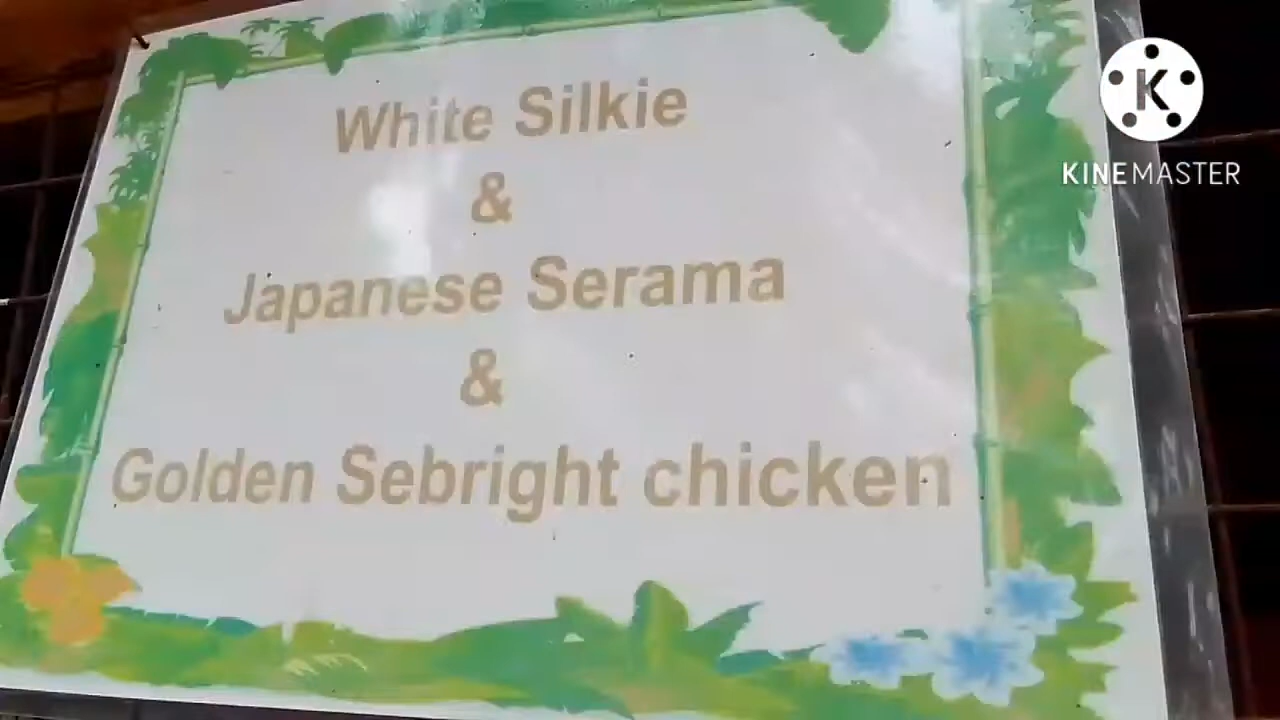 White Silkie
&
Japanese Serama
&
Golden Sebright chicken
K
KINEMASTER